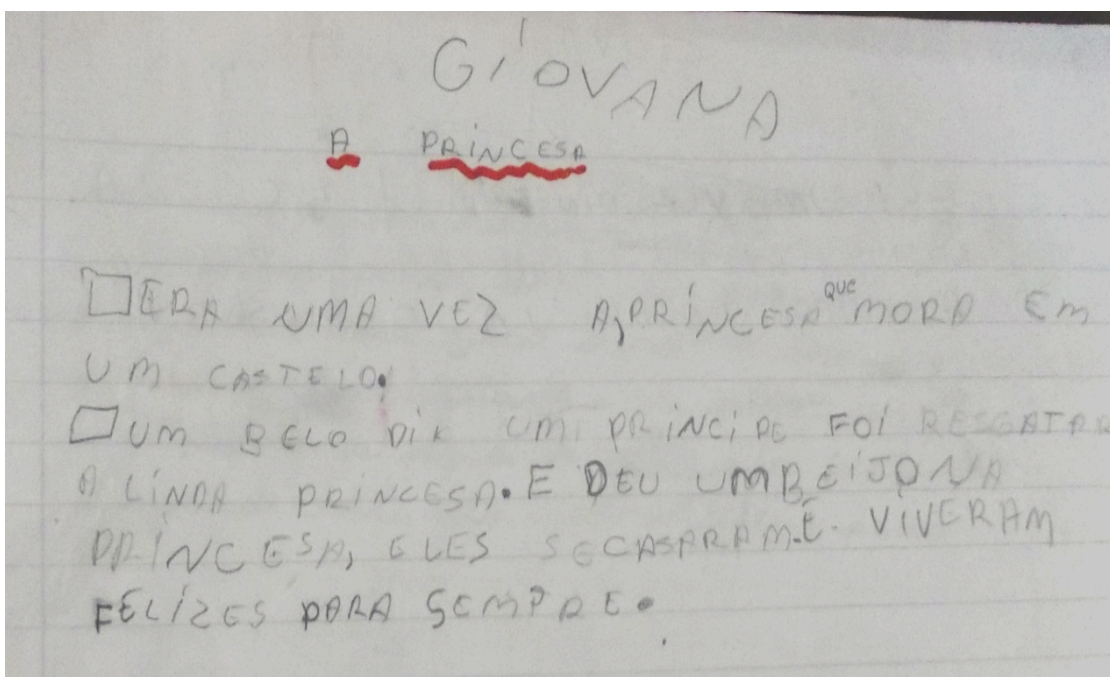 GIOVANA
A PRINCESA
ERA UMA VEZ A, PRINCESA QUE MORA EM
UM CASTELO.
UM BELO DIA UM PRINCIPE FOI RESGATAR
A LINDA PRINCESA. E DEU UM BEIJO NA
PRINCESA, ELES SE CASARAM. E VIVERAM
FELIZES PARA SEMPRE.